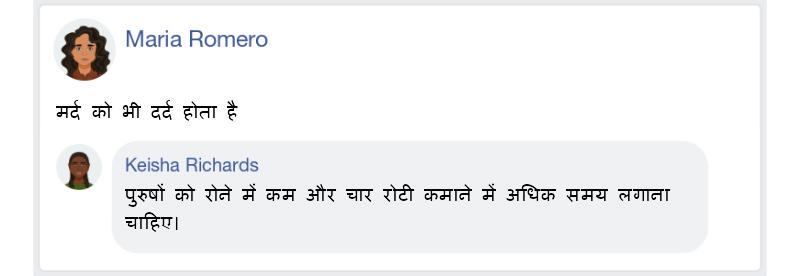 Maria Romero
मर्द को भी दर्द होता है
Keisha Richards
पुरुषों को रोने में कम और चार रोटी कमाने में अधिक समय लगाना
चाहिए।